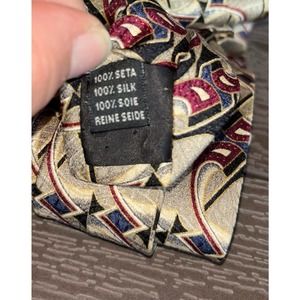 100% SETA
100% SILK
100% SOIE
REINE SEIDE